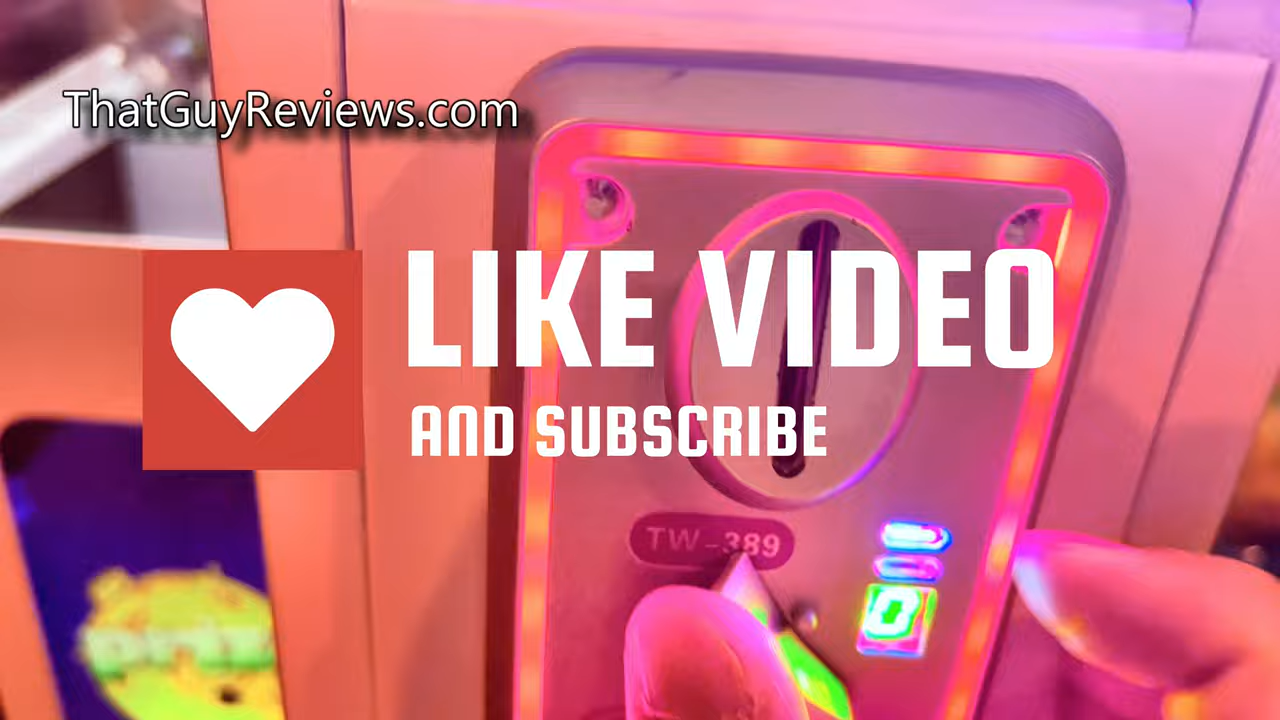 ThatGuyReviews.com
LIKE VIDEO
AND SUBSCRIBE
TW-389
0